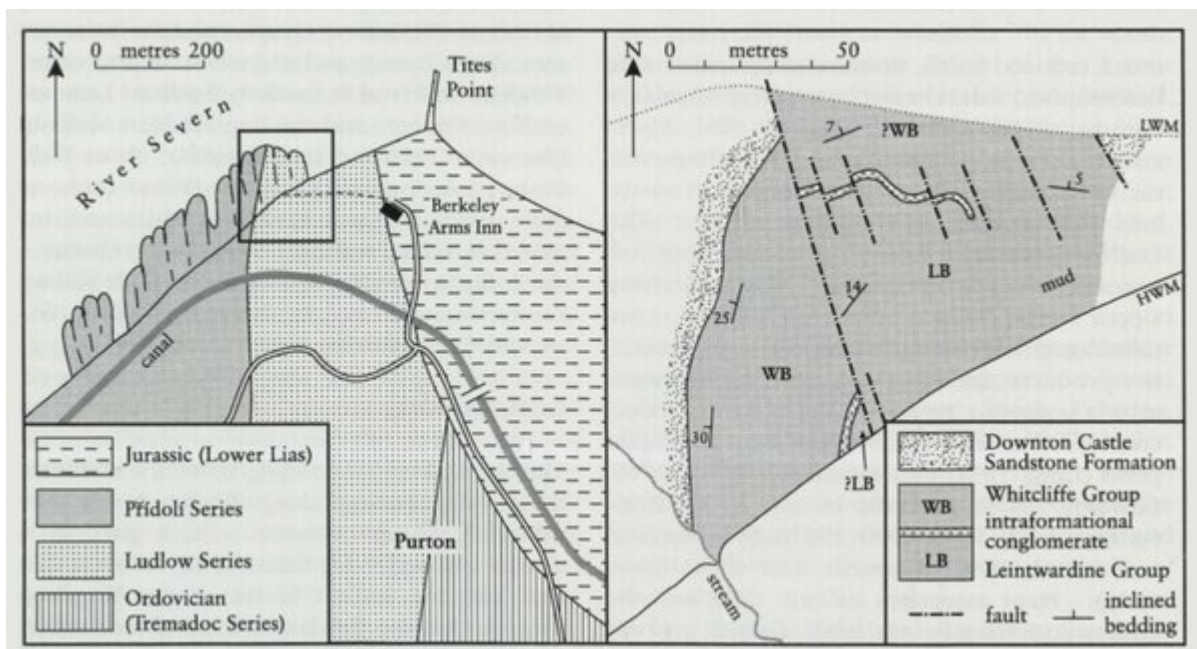 N 0 metres 200
Tites
Point
River Severn
Berkeley
Arms Inn
canal
Jurassic (Lower Lias)
Přídolí Series
Ludlow Series
Ordovician
(Tremadoc Series)
Purton
N 0 metres 50
7
?WB
LWM
5
LB
mud
HWM
14
25
WB
30
?LB
stream
Downton Castle
Sandstone Formation
WB
Whitcliffe Group
intraformational
conglomerate
LB
Leintwardine Group
fault
inclined
bedding